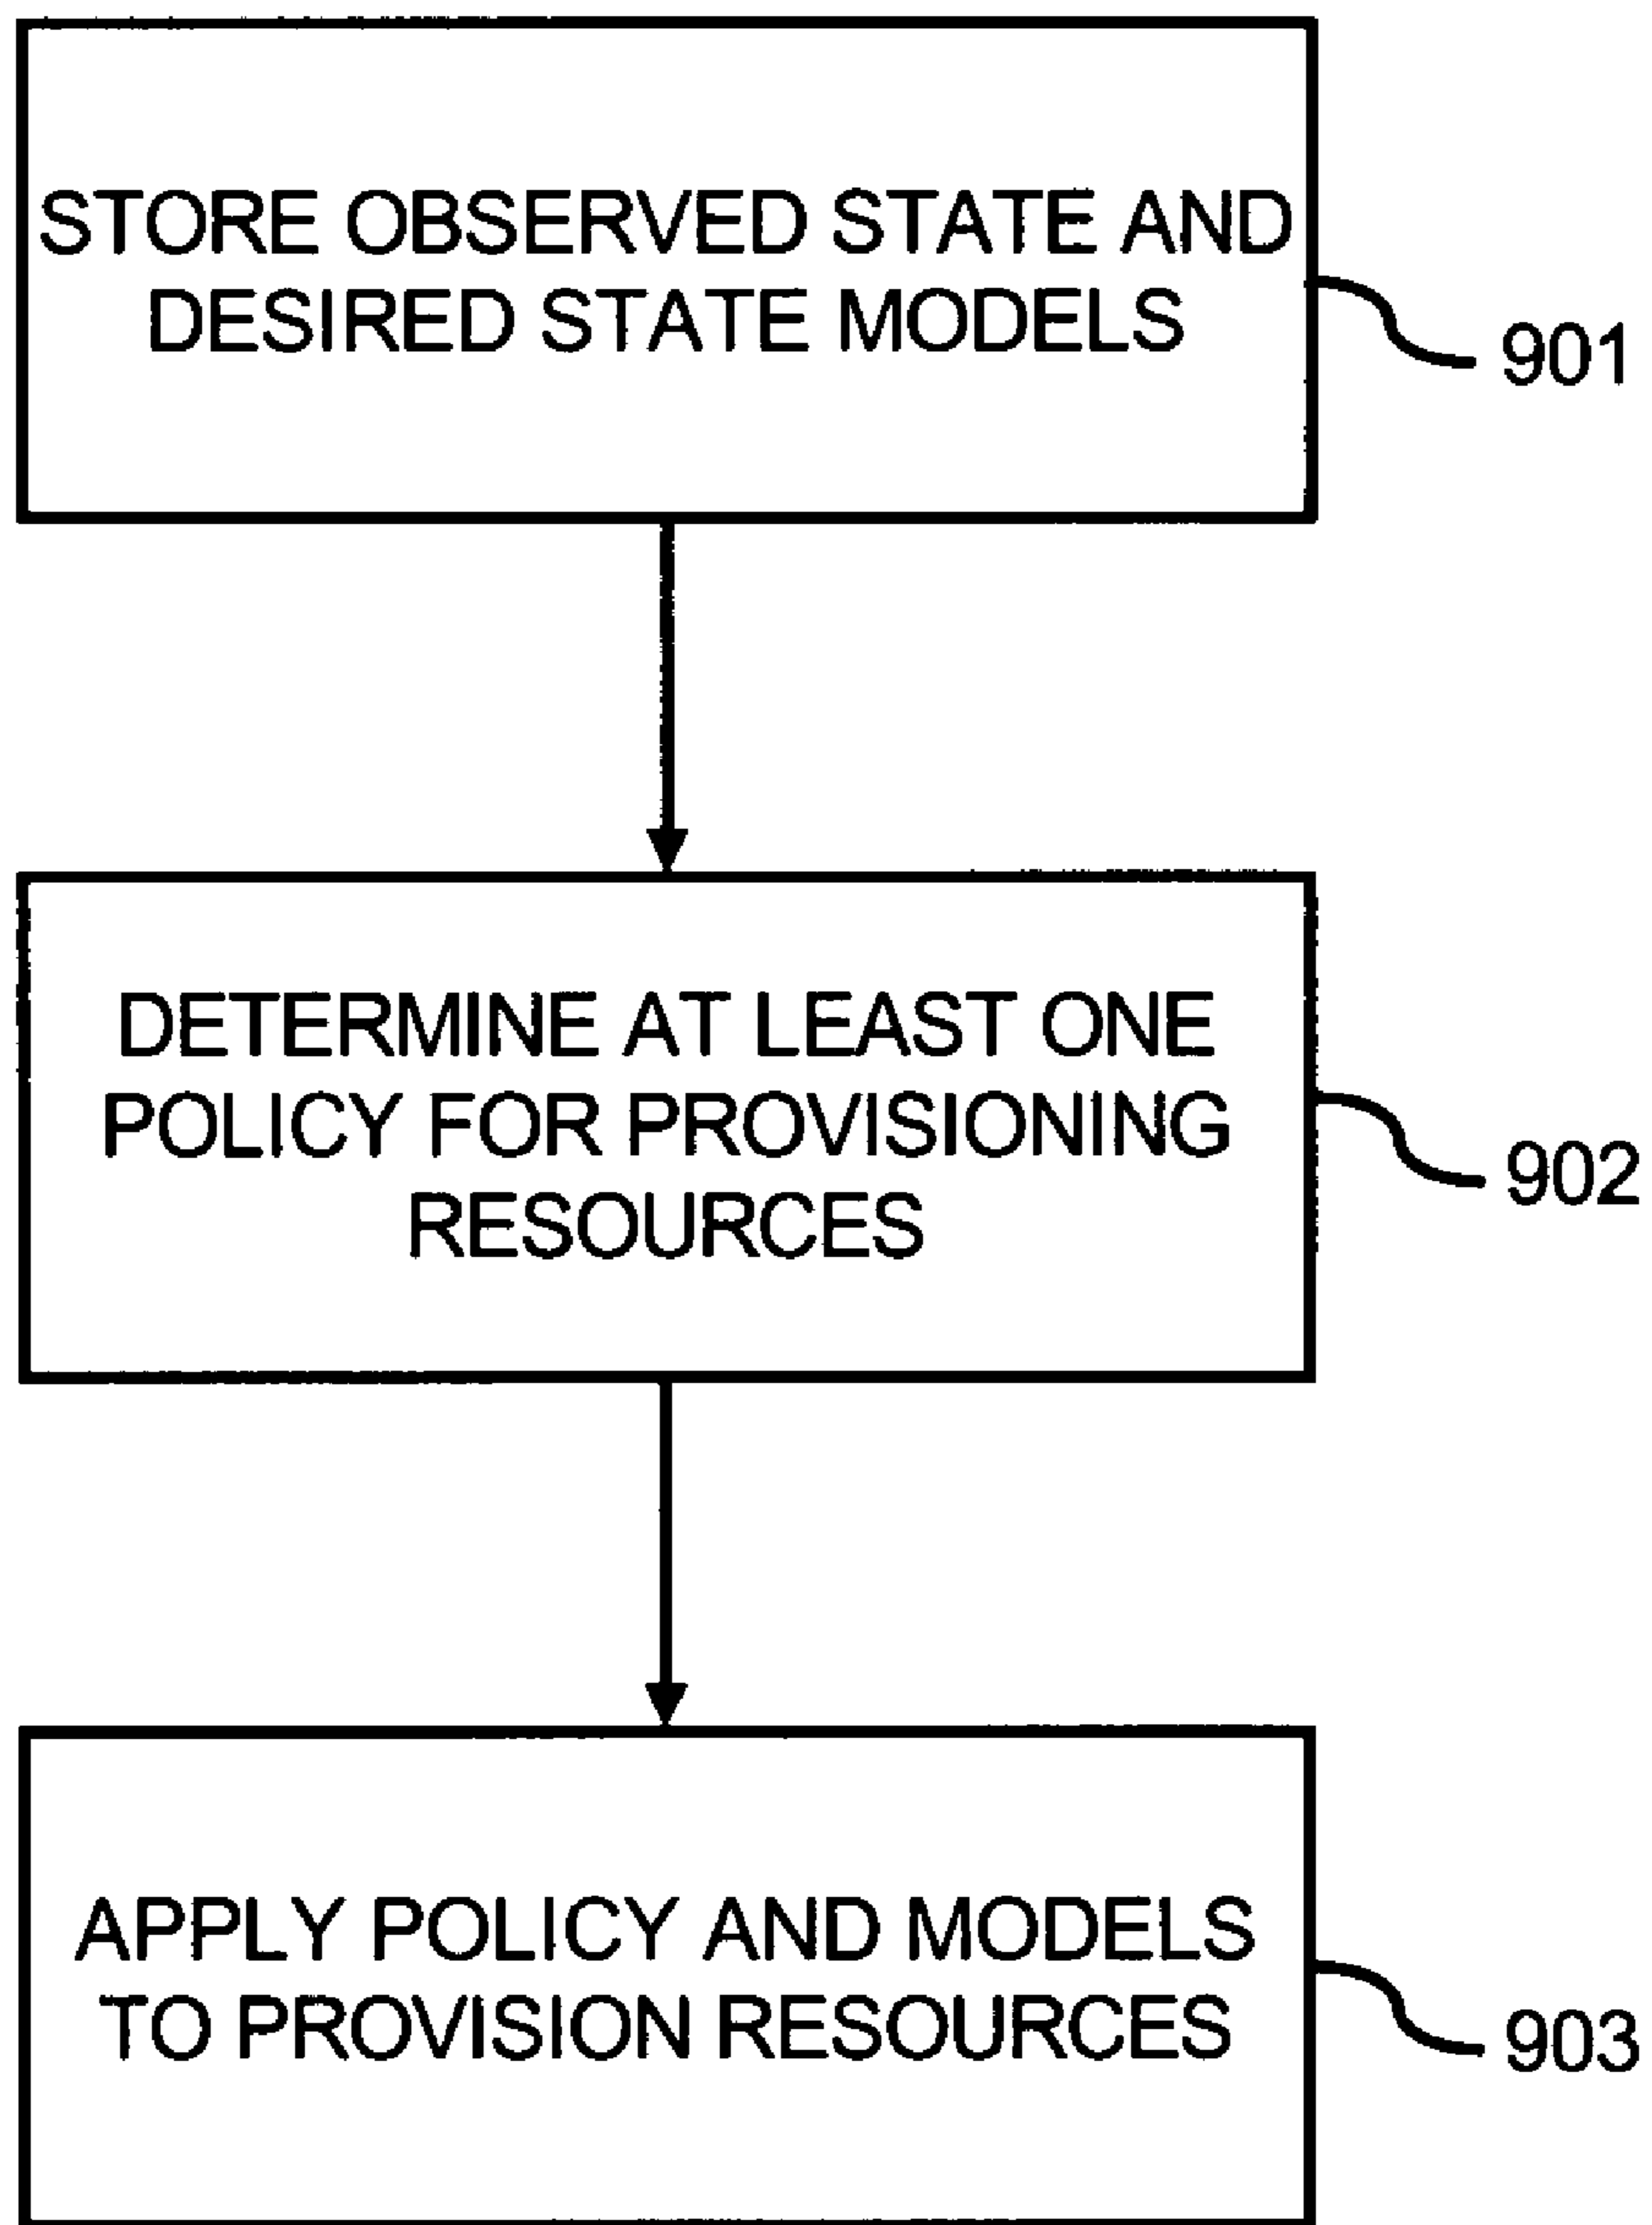 STORE OBSERVED STATE AND
DESIRED STATE MODELS
901
DETERMINE AT LEAST ONE
POLICY FOR PROVISIONING
RESOURCES
902
APPLY POLICY AND MODELS
TO PROVISION RESOURCES
903